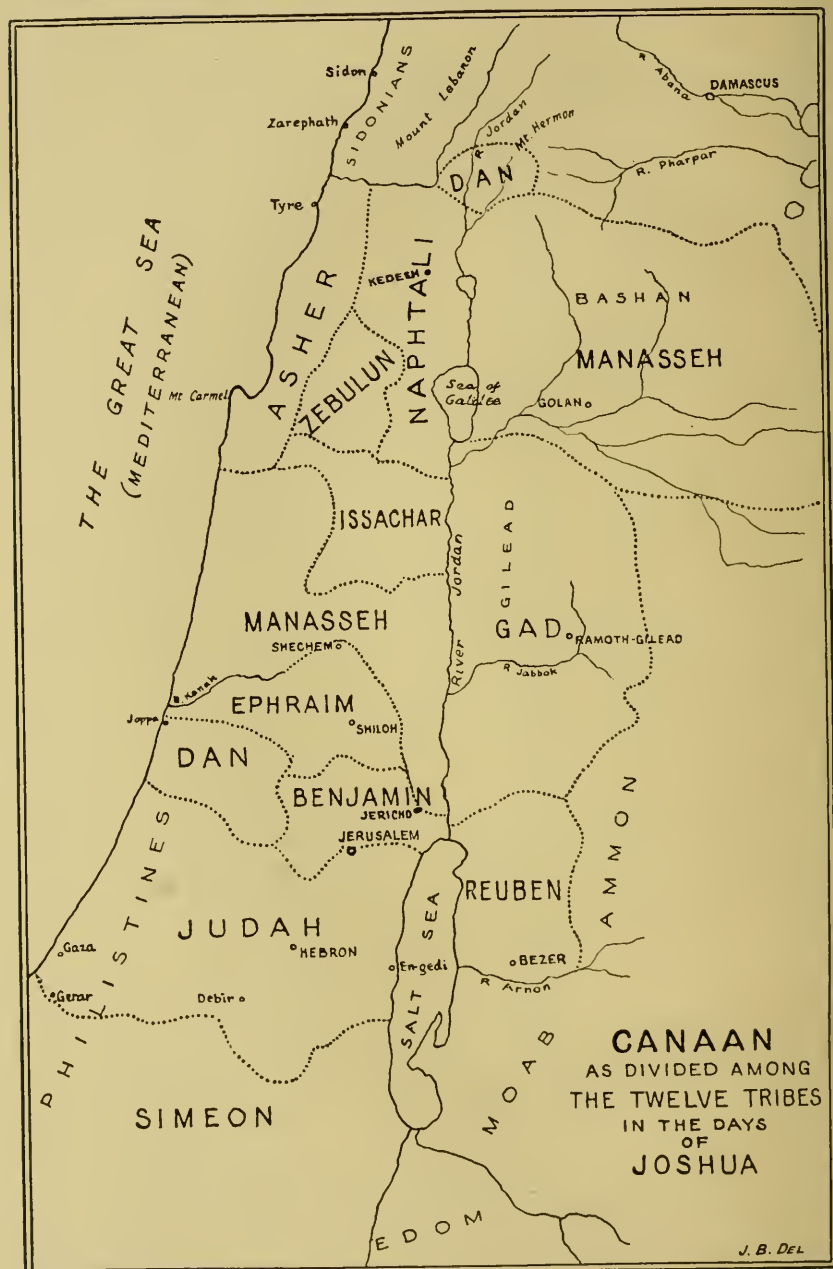 Sidon
SIDONIANS
Mount Lebanon
R. Abana
DAMASCUS
Zarephath
R. Jordan
Mt. Hermon
DAN
R. Pharpar
Tyre
THE GREAT SEA
(MEDITERRANEAN)
ASHER
KEDESH
NAPHTALI
BASHAN
MANASSEH
ZEBULUN
Mt Carmel
Sea of
Galilee
GOLAN
ISSACHAR
River Jordan
GILEAD
MANASSEH
GAD
SHECHEM
RAMOTH-GILEAD
R. Jabbok
B. Kanah
EPHRAIM
Joppa
SHILOH
DAN
BENJAMIN
JERICHO
JERUSALEM
AMMON
PHILISTINES
REUBEN
JUDAH
SALT SEA
Gaza
HEBRON
En-gedi
BEZER
R. Arnon
Gerar
Debir
MOAB
SIMEON
EDOM
CANAAN
AS DIVIDED AMONG
THE TWELVE TRIBES
IN THE DAYS
OF
JOSHUA
J. B. DEL